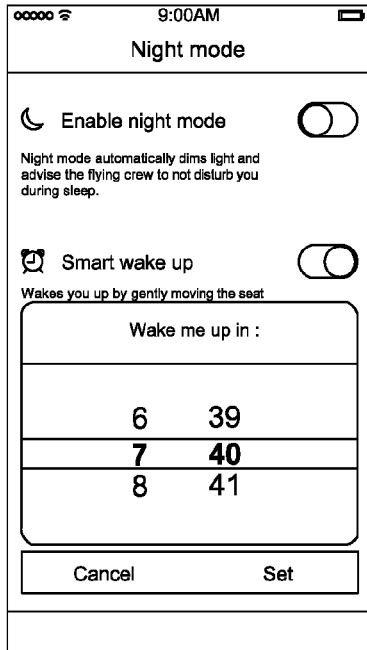 9:00AM
Night mode
Enable night mode
Night mode automatically dims light and
advise the flying crew to not disturb you
during sleep.
Smart wake up
Wakes you up by gently moving the seat
Wake me up in :
6 39
7 40
8 41
Cancel Set